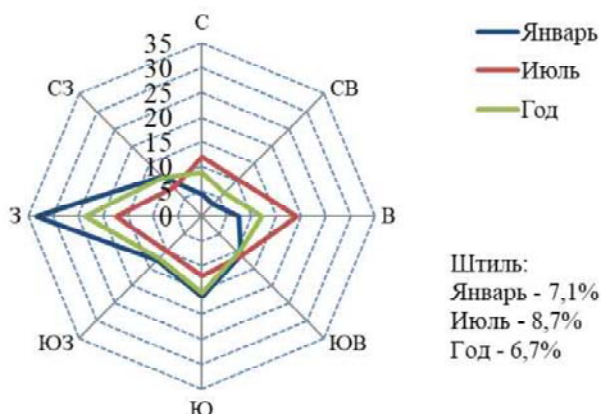 С
35
30
25
20
15
10
5
0
СЗ
СВ
З
В
ЮЗ
ЮВ
Ю
Январь
Июль
Год
Штиль:
Январь - 7,1%
Июль - 8,7%
Год - 6,7%